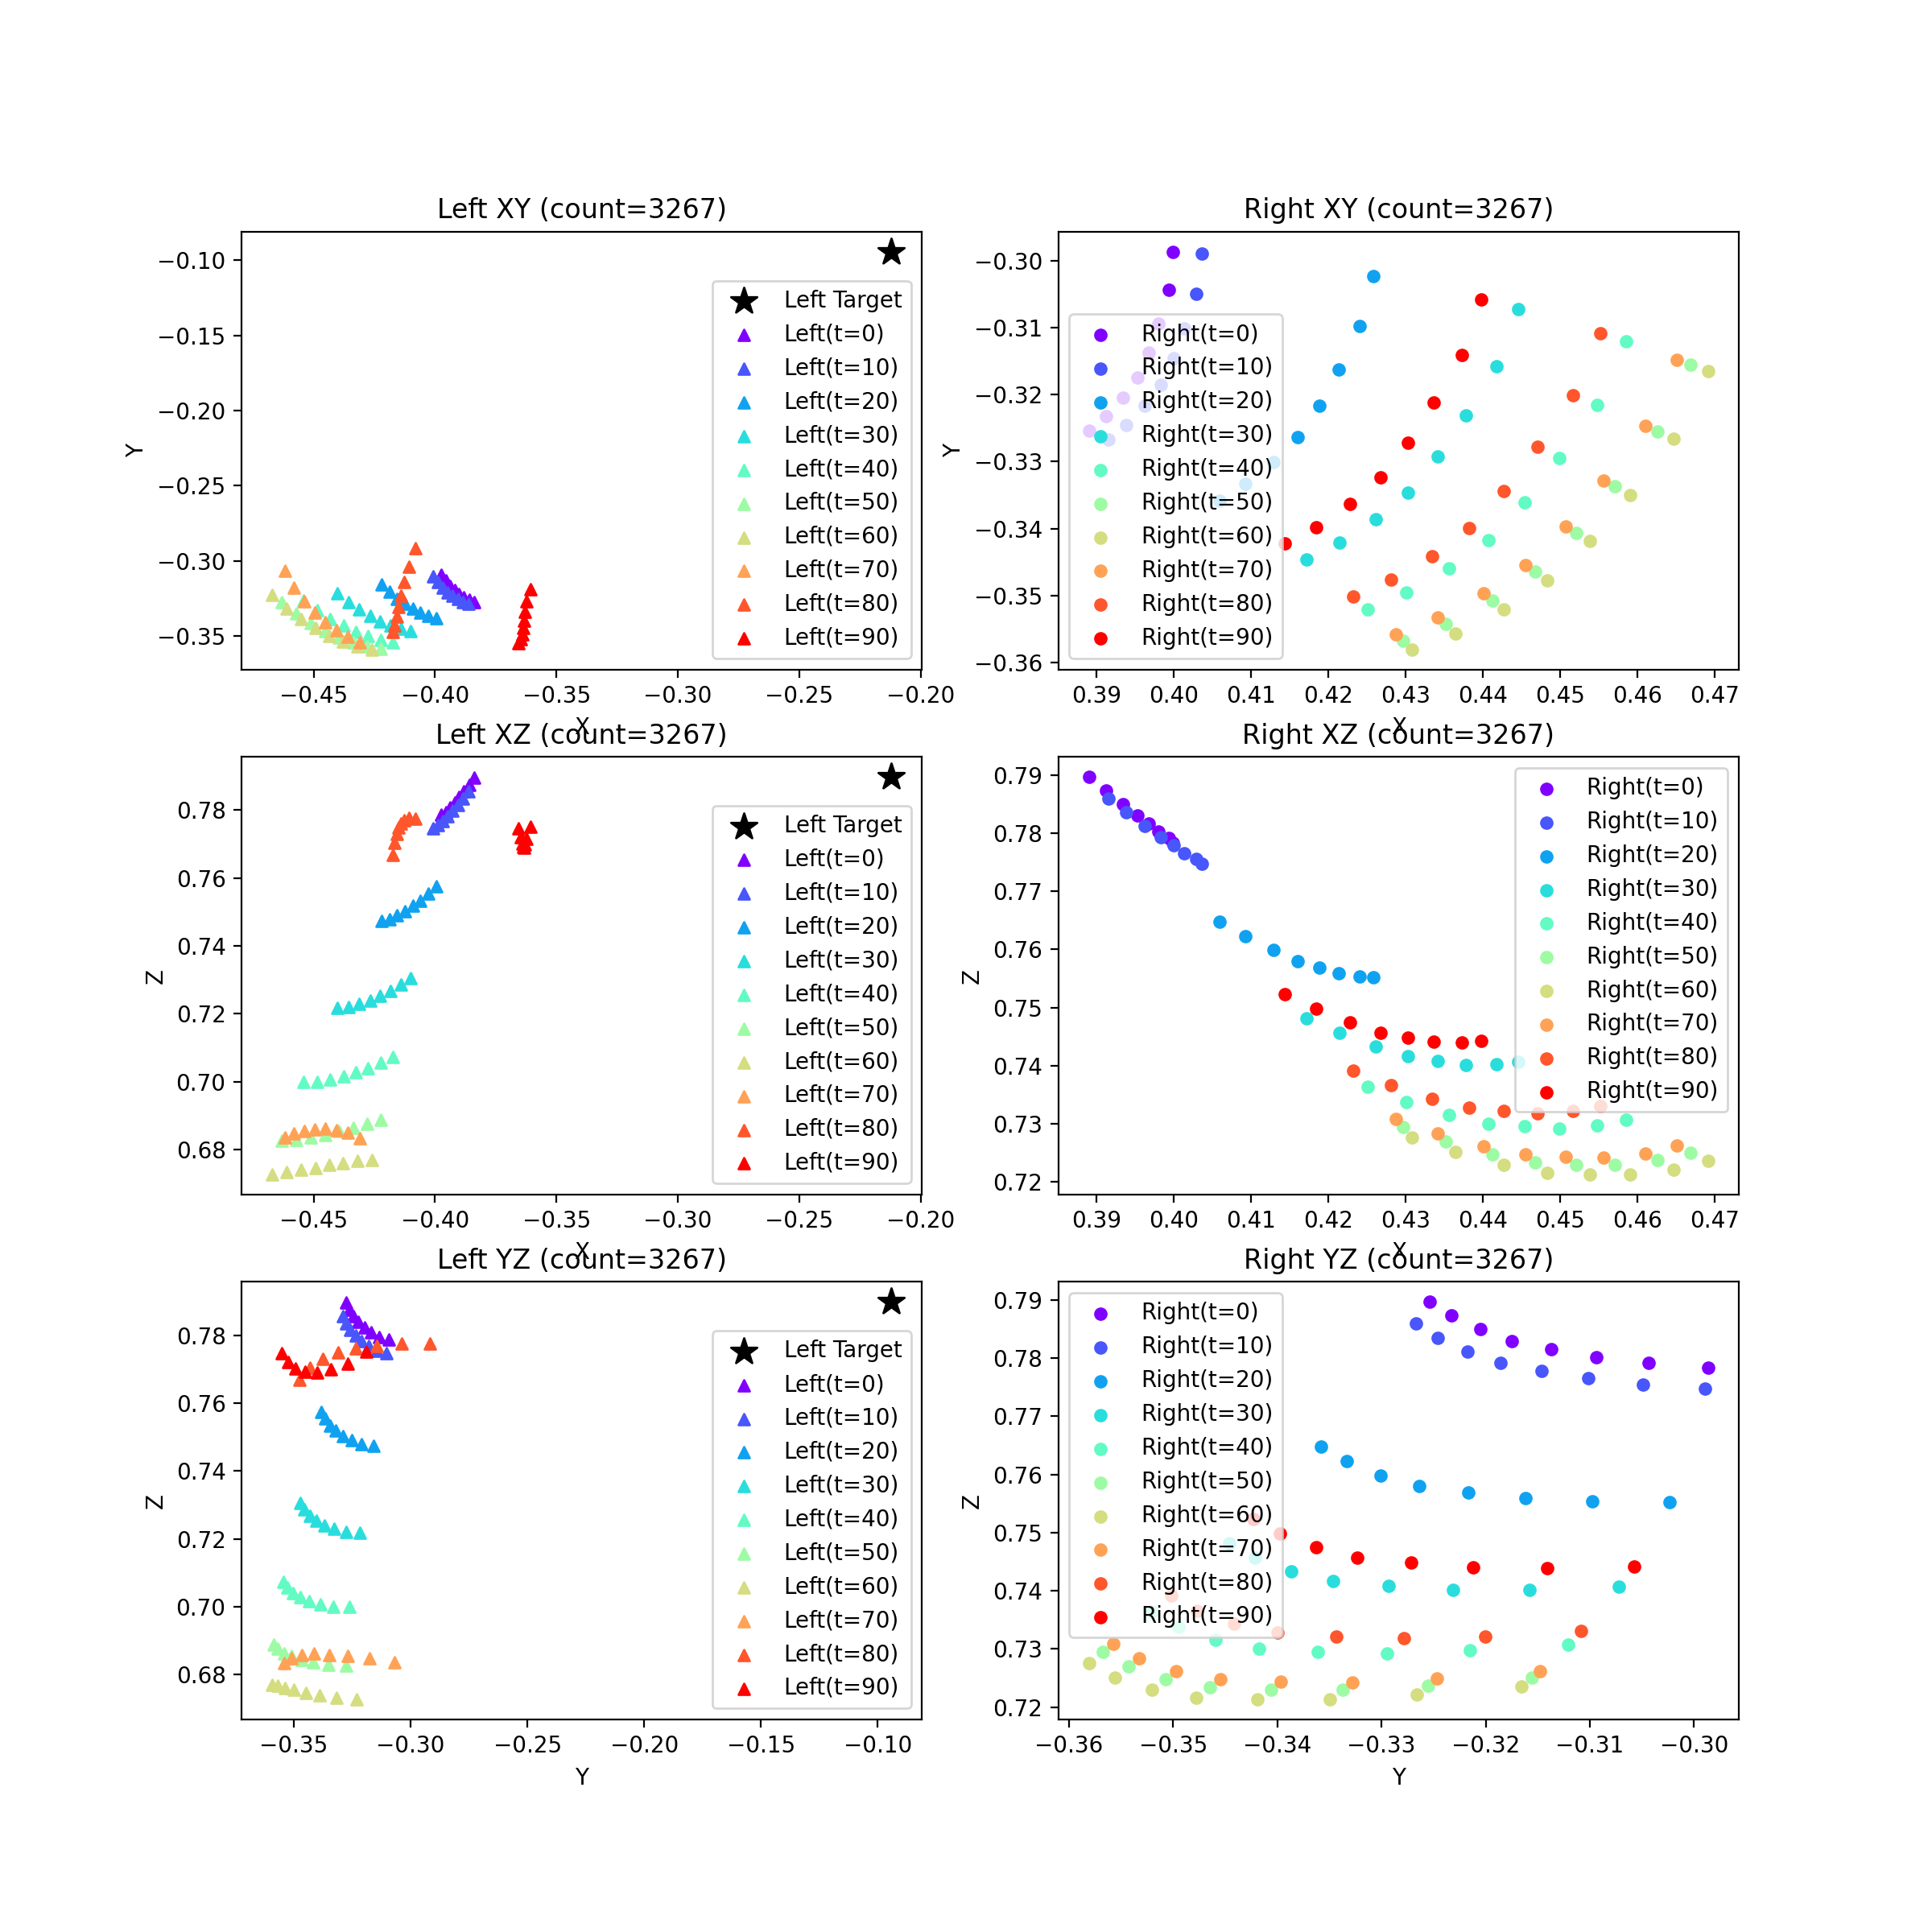 Left XY (count=3267)
−0.10
−0.15
−0.20
−0.25
−0.30
−0.35
Y
Left Target
Left(t=0)
Left(t=10)
Left(t=20)
Left(t=30)
Left(t=40)
Left(t=50)
Left(t=60)
Left(t=70)
Left(t=80)
Left(t=90)
−0.45 −0.40 −0.35 −0.30 −0.25 −0.20
X
Right XY (count=3267)
−0.30
−0.31
−0.32
−0.33
−0.34
−0.35
−0.36
Y
Right(t=0)
Right(t=10)
Right(t=20)
Right(t=30)
Right(t=40)
Right(t=50)
Right(t=60)
Right(t=70)
Right(t=80)
Right(t=90)
0.39 0.40 0.41 0.42 0.43 0.44 0.45 0.46 0.47
X
Left XZ (count=3267)
0.78
0.76
0.74
0.72
0.70
0.68
Z
Left Target
Left(t=0)
Left(t=10)
Left(t=20)
Left(t=30)
Left(t=40)
Left(t=50)
Left(t=60)
Left(t=70)
Left(t=80)
Left(t=90)
−0.45 −0.40 −0.35 −0.30 −0.25 −0.20
X
Right XZ (count=3267)
0.79
0.78
0.77
0.76
0.75
0.74
0.73
0.72
Z
Right(t=0)
Right(t=10)
Right(t=20)
Right(t=30)
Right(t=40)
Right(t=50)
Right(t=60)
Right(t=70)
Right(t=80)
Right(t=90)
0.39 0.40 0.41 0.42 0.43 0.44 0.45 0.46 0.47
X
Left YZ (count=3267)
0.78
0.76
0.74
0.72
0.70
0.68
Z
Left Target
Left(t=0)
Left(t=10)
Left(t=20)
Left(t=30)
Left(t=40)
Left(t=50)
Left(t=60)
Left(t=70)
Left(t=80)
Left(t=90)
−0.35 −0.30 −0.25 −0.20 −0.15 −0.10
Y
Right YZ (count=3267)
0.79
0.78
0.77
0.76
0.75
0.74
0.73
0.72
Z
Right(t=0)
Right(t=10)
Right(t=20)
Right(t=30)
Right(t=40)
Right(t=50)
Right(t=60)
Right(t=70)
Right(t=80)
Right(t=90)
−0.36 −0.35 −0.34 −0.33 −0.32 −0.31 −0.30
Y